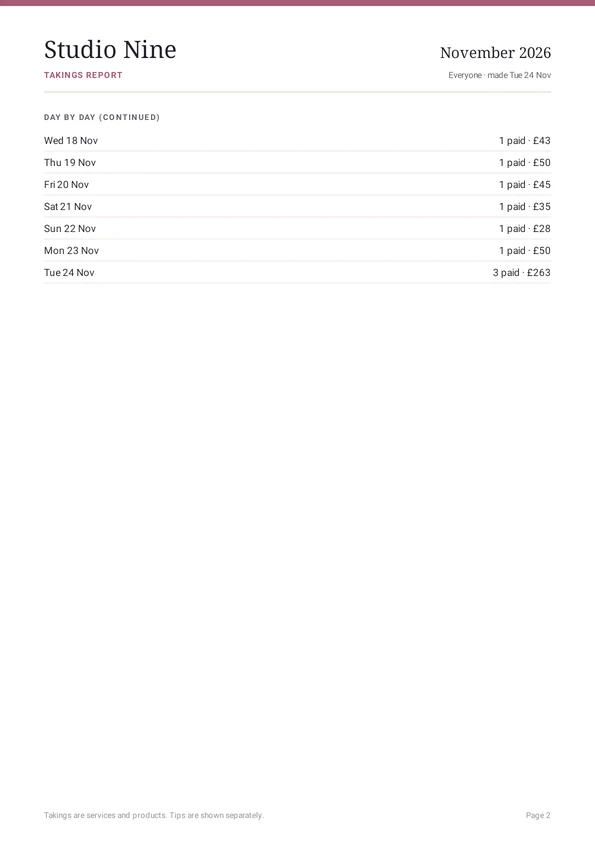 Studio Nine
November 2026
TAKINGS REPORT
Everyone · made Tue 24 Nov
DAY BY DAY (CONTINUED)
Wed 18 Nov 1 paid · £43
Thu 19 Nov 1 paid · £50
Fri 20 Nov 1 paid · £45
Sat 21 Nov 1 paid · £35
Sun 22 Nov 1 paid · £28
Mon 23 Nov 1 paid · £50
Tue 24 Nov 3 paid · £263
Takings are services and products. Tips are shown separately.
Page 2